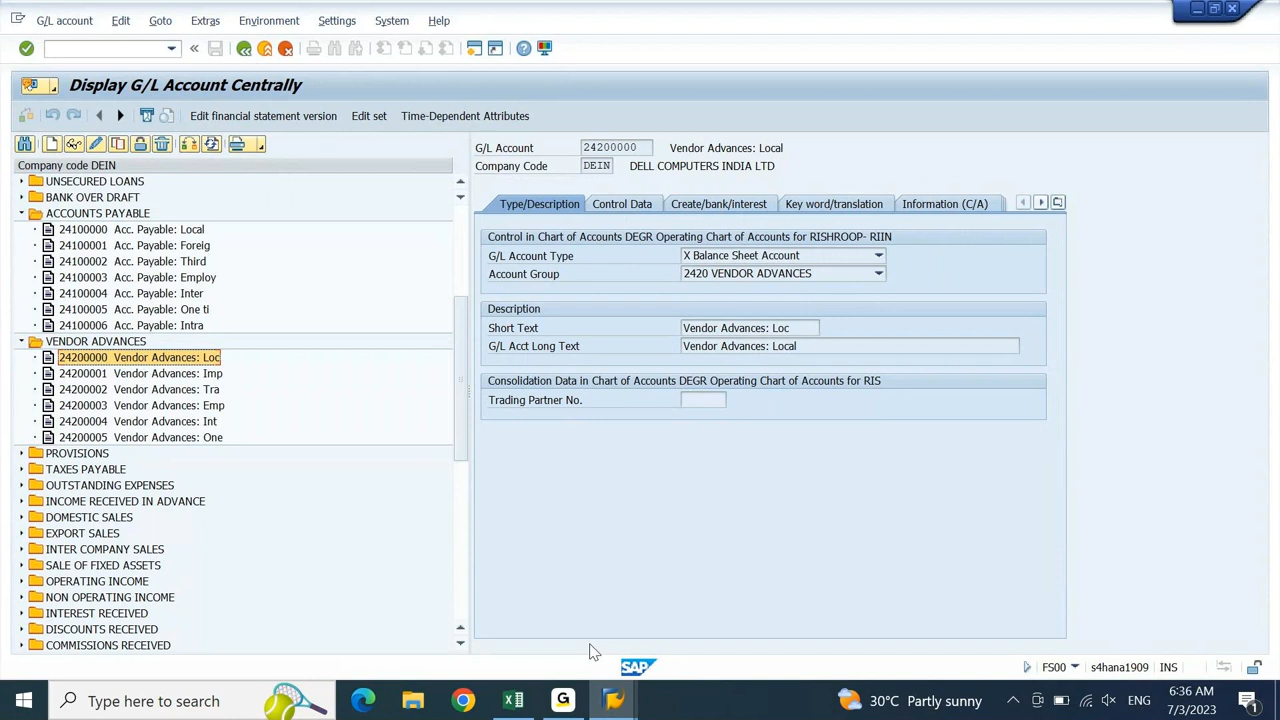 G/L account Edit Goto Extras Environment Settings System Help
Display G/L Account Centrally
Edit financial statement version Edit set Time-Dependent Attributes
Company code DEIN
UNSECURED LOANS
BANK OVER DRAFT
ACCOUNTS PAYABLE
24100000 Acc. Payable: Local
24100001 Acc. Payable: Foreig
24100002 Acc. Payable: Third
24100003 Acc. Payable: Employ
24100004 Acc. Payable: Inter
24100005 Acc. Payable: One ti
24100006 Acc. Payable: Intra
VENDOR ADVANCES
24200000 Vendor Advances: Loc
24200001 Vendor Advances: Imp
24200002 Vendor Advances: Tra
24200003 Vendor Advances: Emp
24200004 Vendor Advances: Int
24200005 Vendor Advances: One
PROVISIONS
TAXES PAYABLE
OUTSTANDING EXPENSES
INCOME RECEIVED IN ADVANCE
DOMESTIC SALES
EXPORT SALES
INTER COMPANY SALES
SALE OF FIXED ASSETS
OPERATING INCOME
NON OPERATING INCOME
INTEREST RECEIVED
DISCOUNTS RECEIVED
COMMISSIONS RECEIVED
G/L Account 24200000 Vendor Advances: Local
Company Code DEIN DELL COMPUTERS INDIA LTD
Type/Description Control Data Create/bank/interest Key word/translation Information (C/A)
Control in Chart of Accounts DEGR Operating Chart of Accounts for RISHROOP- RIIN
G/L Account Type X Balance Sheet Account
Account Group 2420 VENDOR ADVANCES
Description
Short Text Vendor Advances: Loc
G/L Acct Long Text Vendor Advances: Local
Consolidation Data in Chart of Accounts DEGR Operating Chart of Accounts for RIS
Trading Partner No.
SAP
FS00 s4hana1909 INS
Type here to search
30°C Partly sunny
ENG
6:36 AM
7/3/2023
1